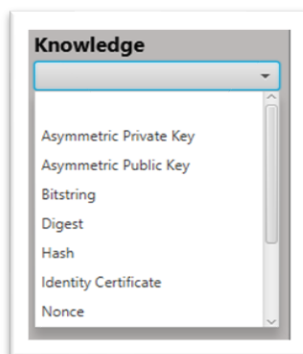 Knowledge
Asymmetric Private Key
Asymmetric Public Key
Bitstring
Digest
Hash
Identity Certificate
Nonce